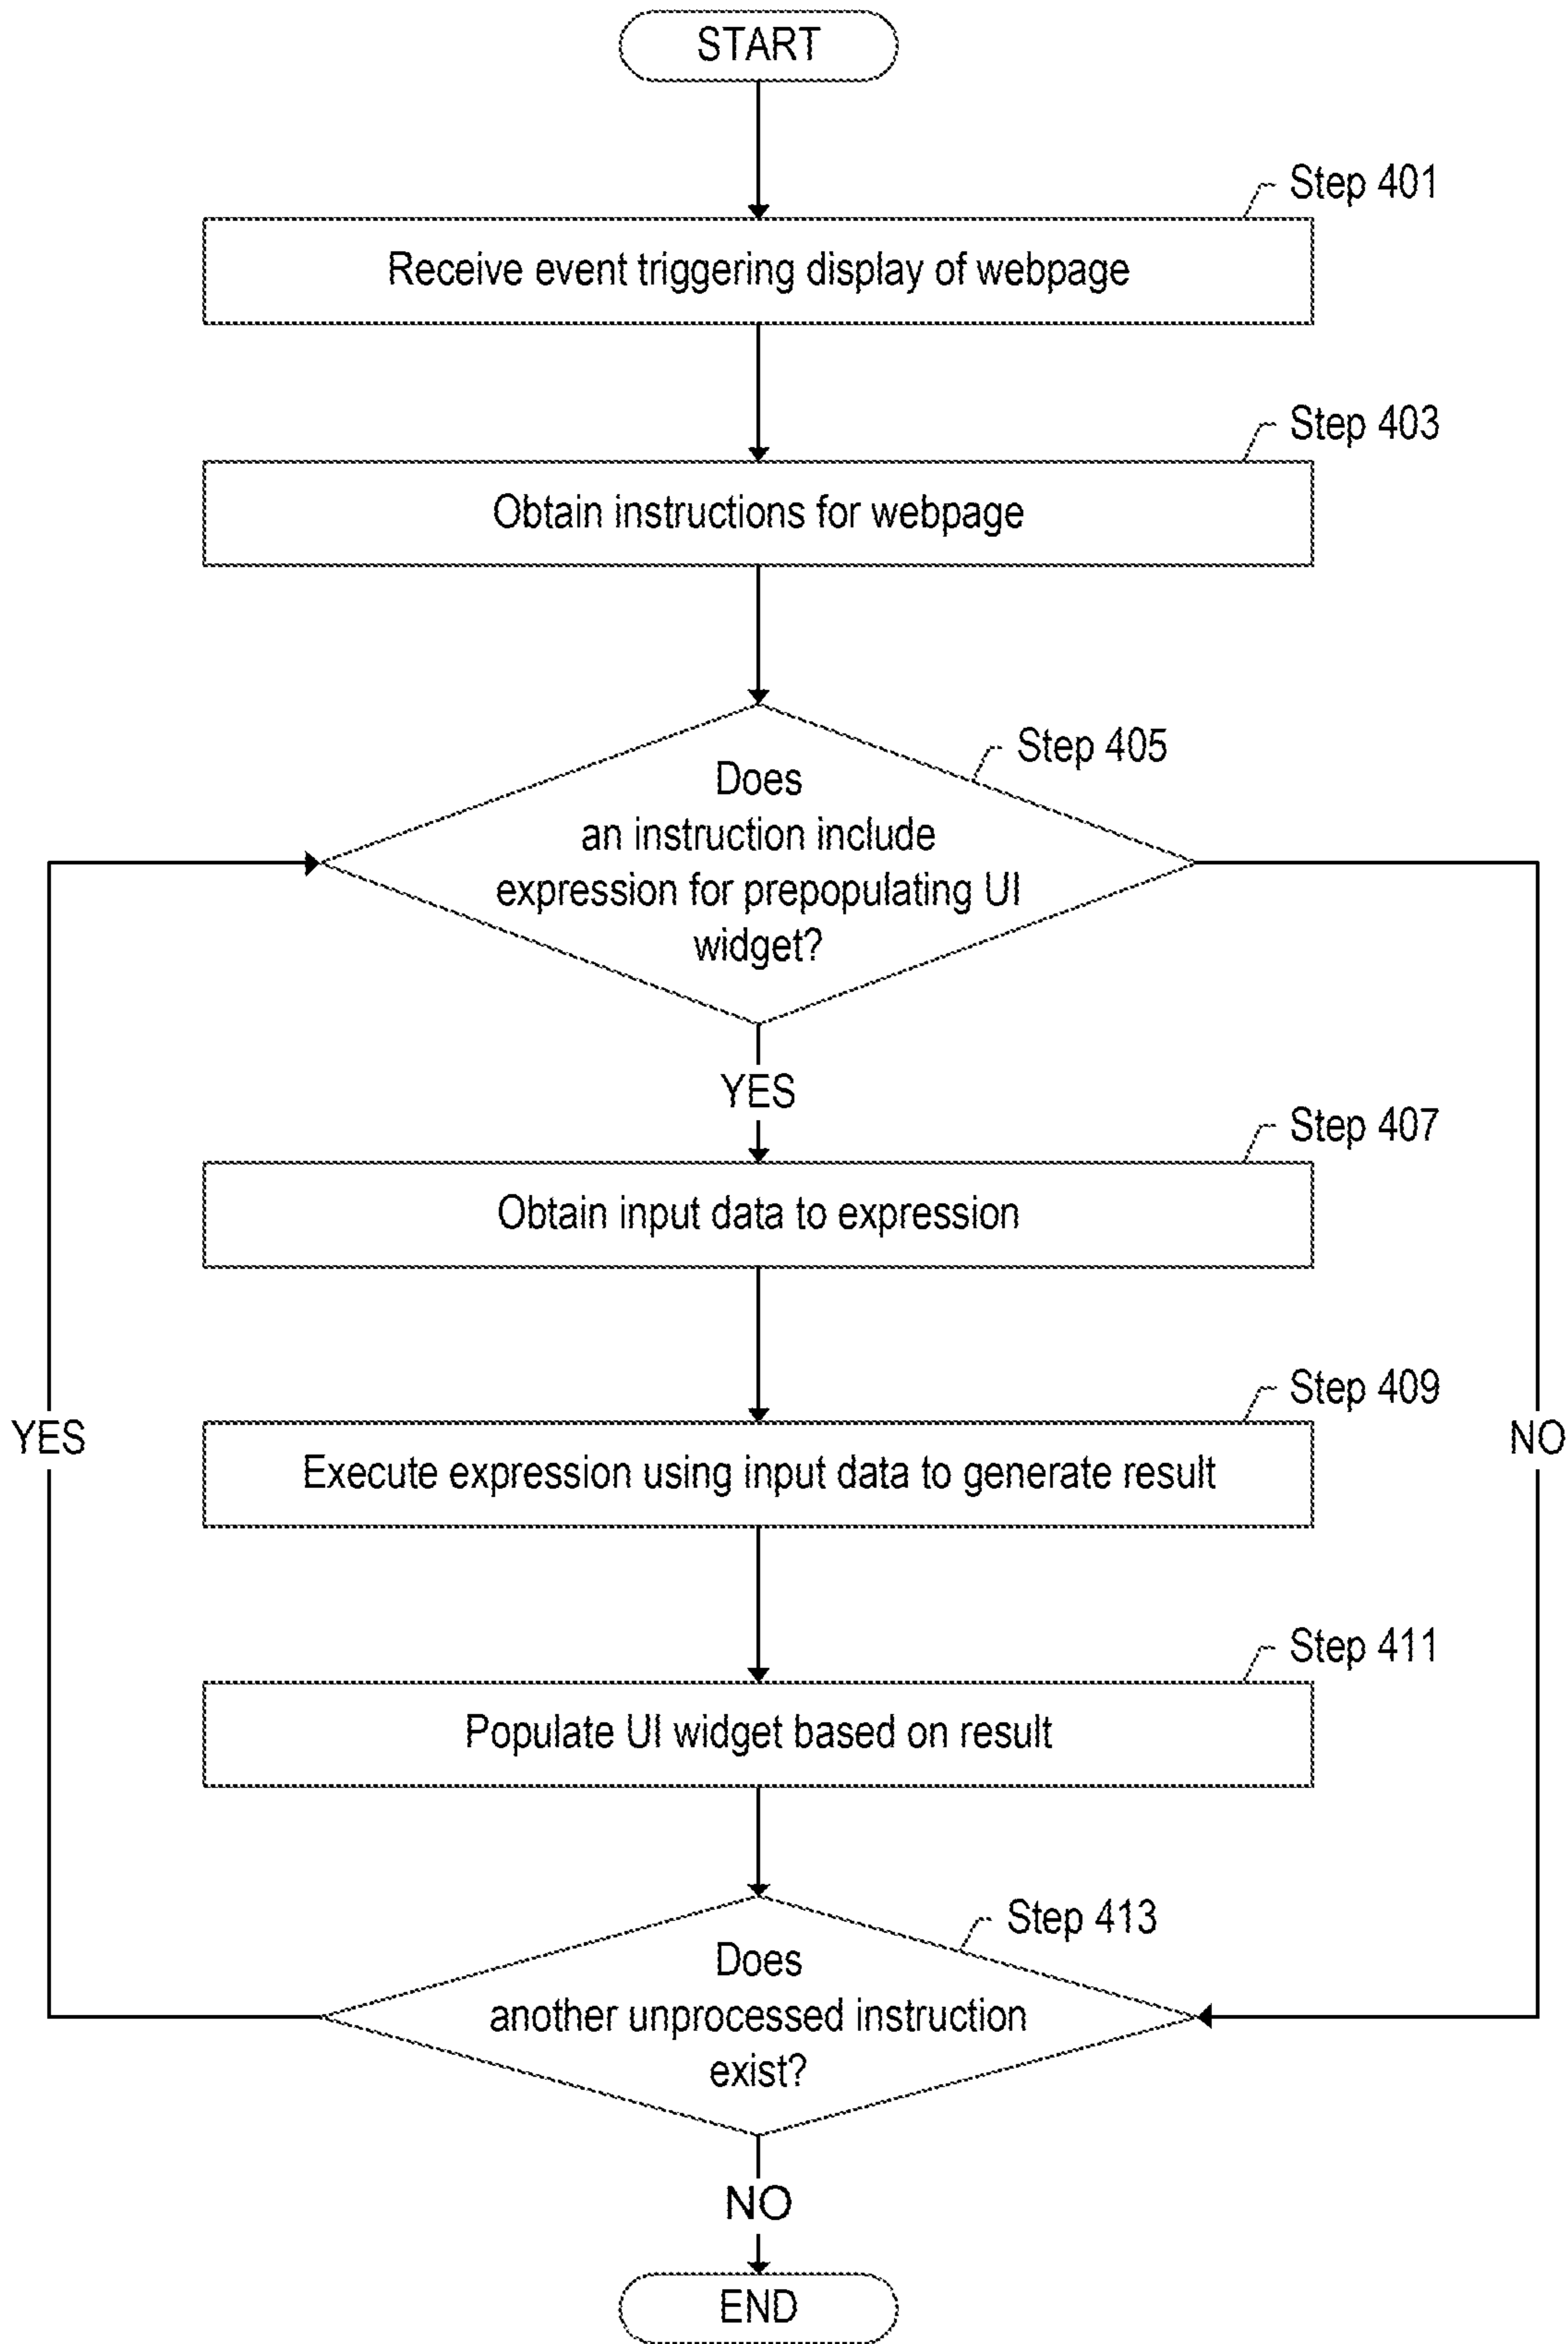 START
Step 401
Receive event triggering display of webpage
Step 403
Obtain instructions for webpage
Step 405
Does
an instruction include
expression for prepopulating UI
widget?
YES
Step 407
Obtain input data to expression
Step 409
YES
NO
Execute expression using input data to generate result
Step 411
Populate UI widget based on result
Step 413
Does
another unprocessed instruction
exist?
NO
END